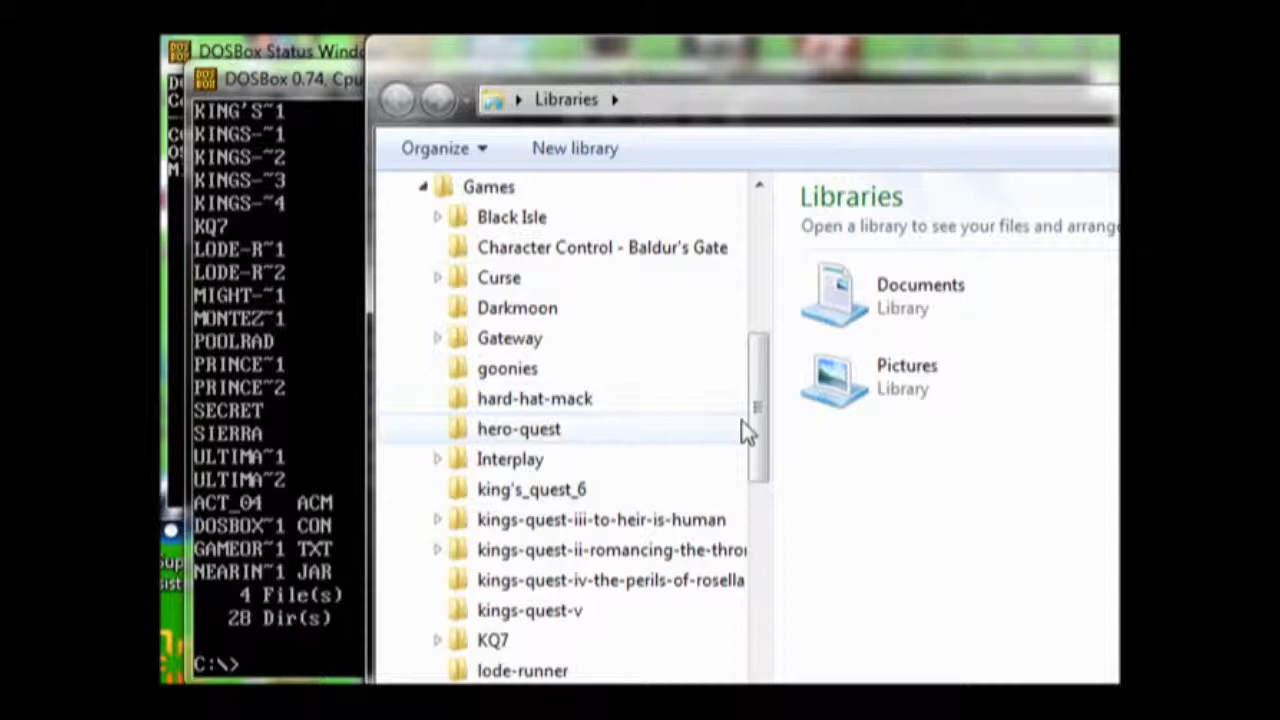 DOSBox Status Windo
DOSBox 0.74, Cpu
KING'S~1
KINGS-~1
KINGS-~2
KINGS-~3
KINGS-~4
KQ7
LODE-R~1
LODE-R~2
MIGHT-~1
MONTEZ~1
POOLRAD
PRINCE~1
PRINCE~2
SECRET
SIERRA
ULTIMA~1
ULTIMA~2
ACT_04 ACM
DOSBOX~1 CON
GAMEOR~1 TXT
NEARIN~1 JAR
4 File(s)
28 Dir(s)
C:\>
Libraries
Organize
New library
Games
Black Isle
Character Control - Baldur's Gate
Curse
Darkmoon
Gateway
goonies
hard-hat-mack
hero-quest
Interplay
king's_quest_6
kings-quest-iii-to-heir-is-human
kings-quest-ii-romancing-the-thro
kings-quest-iv-the-perils-of-rosella
kings-quest-v
KQ7
lode-runner
Libraries
Open a library to see your files and arrange
Documents
Library
Pictures
Library